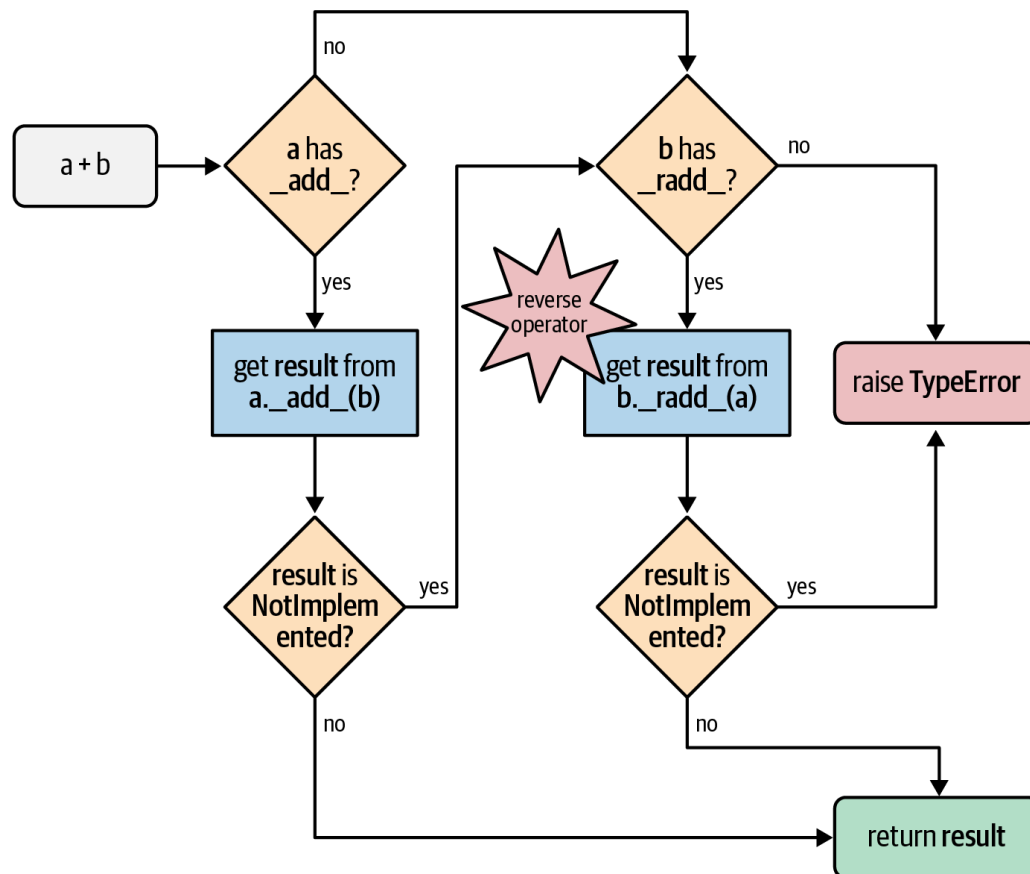 no
a + b
a has
__add__?
b has
__radd__?
no
yes
yes
reverse
operator
get result from
a.__add__(b)
get result from
b.__radd__(a)
raise TypeError
result is
NotImplem
ented?
yes
result is
NotImplem
ented?
yes
no
no
return result